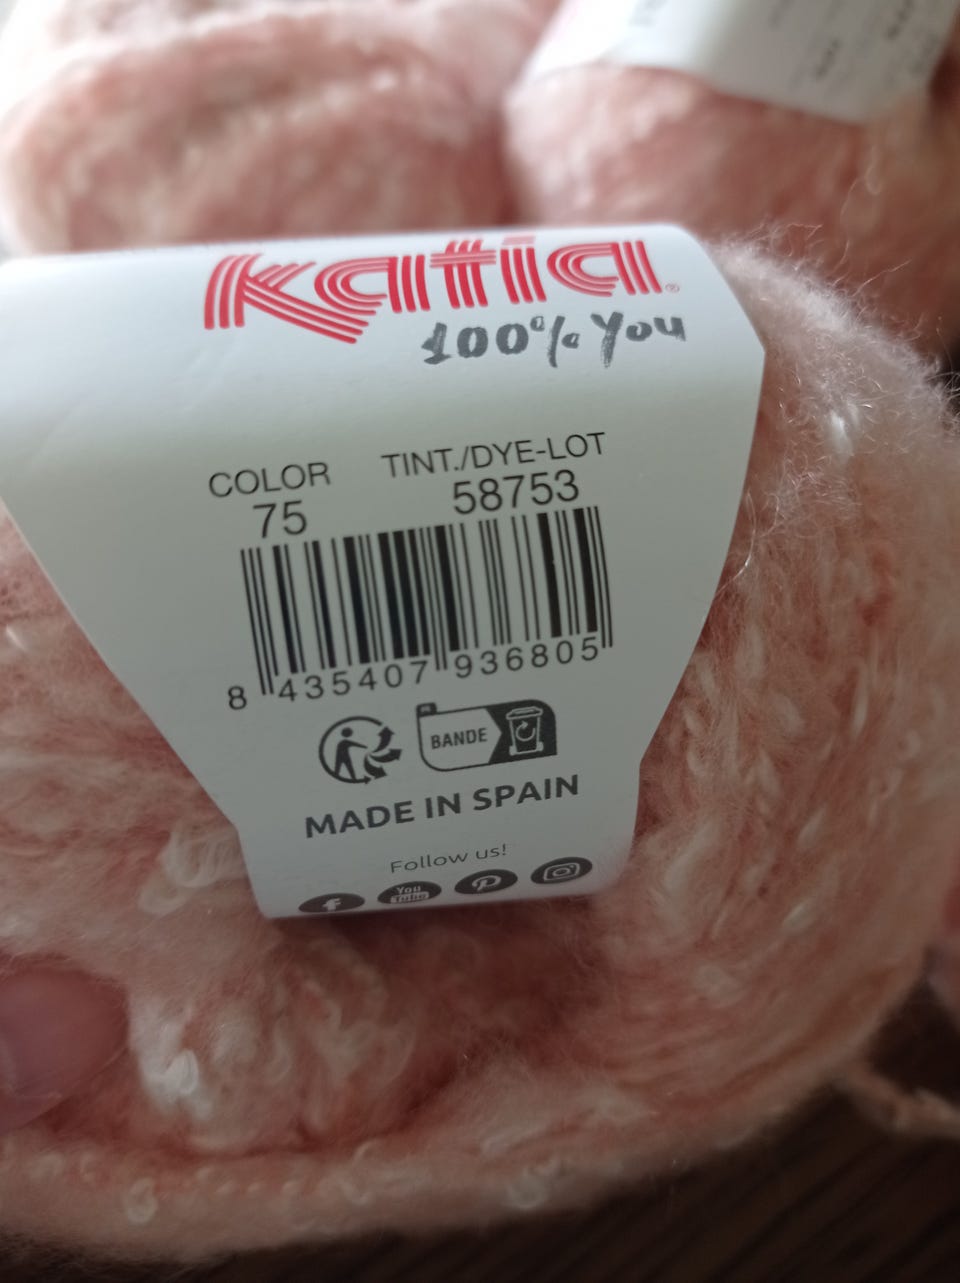 katia®
100% You
COLOR TINT./DYE-LOT
75 58753
8 435407 936805
BANDE
MADE IN SPAIN
Follow us!
f You Tube